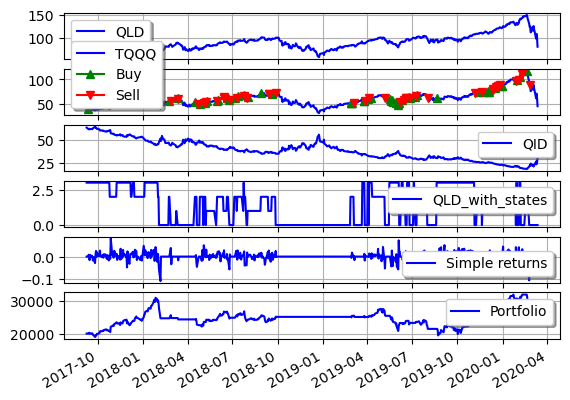 150
100
QLD
TQQQ
Buy
Sell
100
50
50
25
QID
2.5
0.0
QLD_with_states
0.0
−0.1
Simple returns
30000
20000
Portfolio
2017-10
2018-01
2018-04
2018-07
2018-10
2019-01
2019-04
2019-07
2019-10
2020-01
2020-04